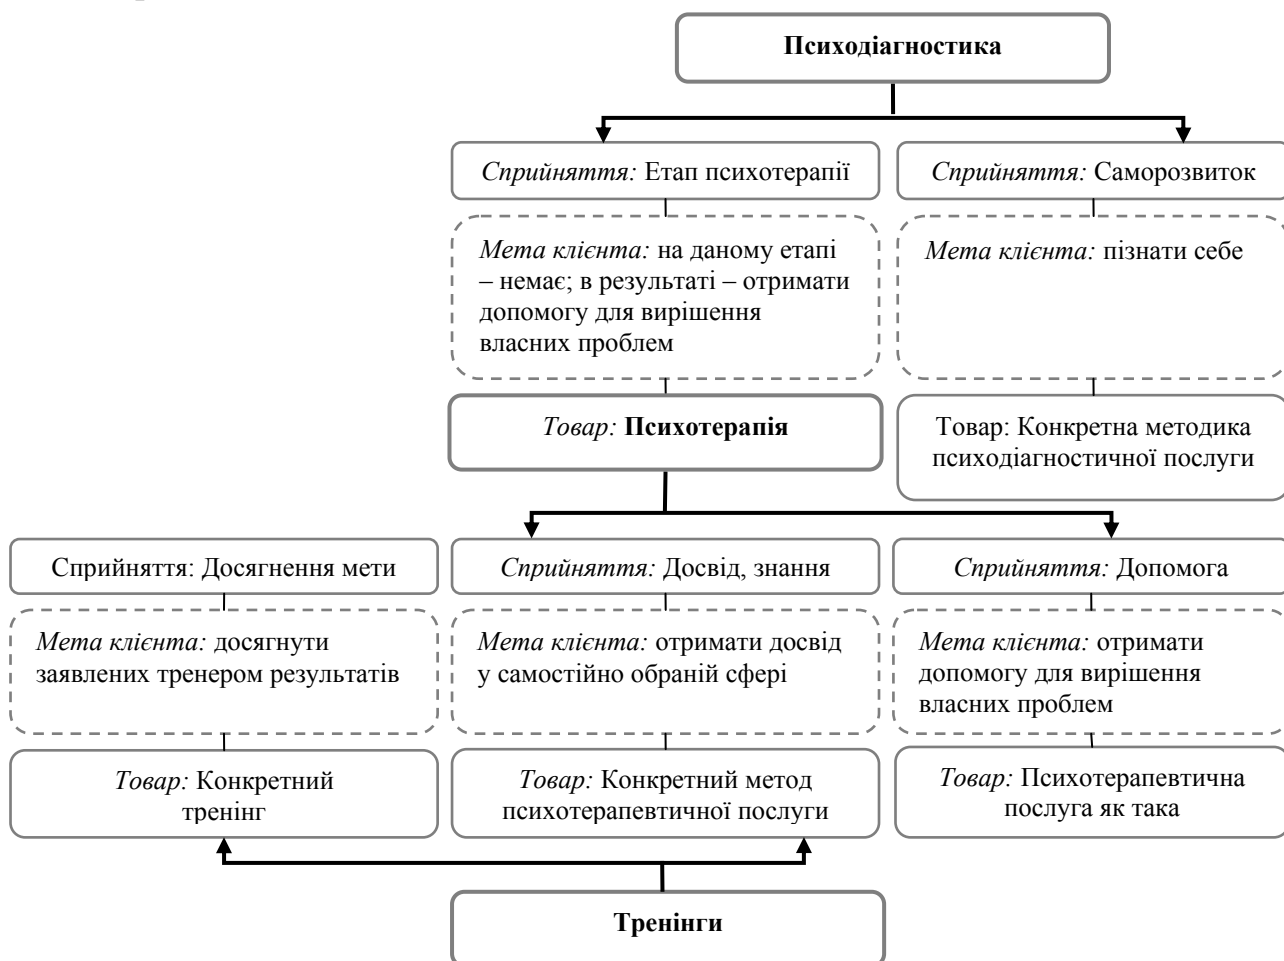 Психодіагностика
Сприйняття: Етап психотерапії
Сприйняття: Саморозвиток
Мета клієнта: на даному етапі
– немає; в результаті – отримати
допомогу для вирішення
власних проблем
Мета клієнта: пізнати себе
Товар: Психотерапія
Товар: Конкретна методика
психодіагностичної послуги
Сприйняття: Досягнення мети
Сприйняття: Досвід, знання
Сприйняття: Допомога
Мета клієнта: досягнути
заявлених тренером результатів
Мета клієнта: отримати досвід
у самостійно обраній сфері
Мета клієнта: отримати
допомогу для вирішення
власних проблем
Товар: Конкретний
тренінг
Товар: Конкретний метод
психотерапевтичної послуги
Товар: Психотерапевтична
послуга як така
Тренінги